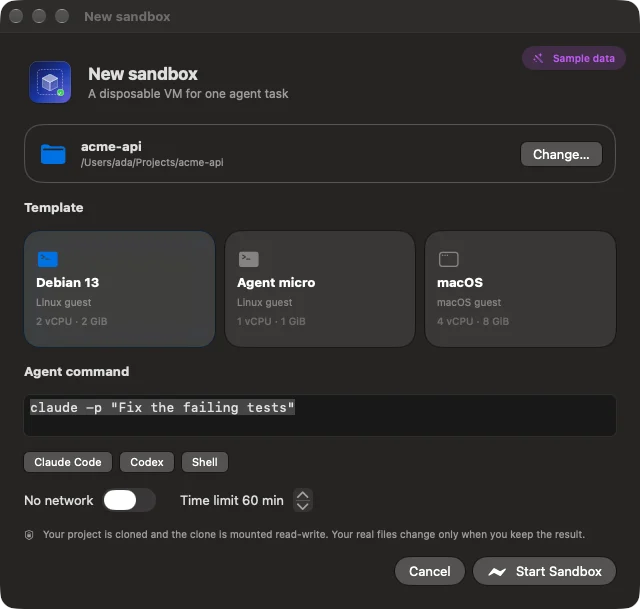 New sandbox
Sample data
New sandbox
A disposable VM for one agent task
acme-api
/Users/ada/Projects/acme-api
Change...
Template
Debian 13
Linux guest
2 vCPU · 2 GiB
Agent micro
Linux guest
1 vCPU · 1 GiB
macOS
macOS guest
4 vCPU · 8 GiB
Agent command
claude -p "Fix the failing tests"
Claude Code
Codex
Shell
No network
Time limit 60 min
Your project is cloned and the clone is mounted read-write. Your real files change only when you keep the result.
Cancel
Start Sandbox